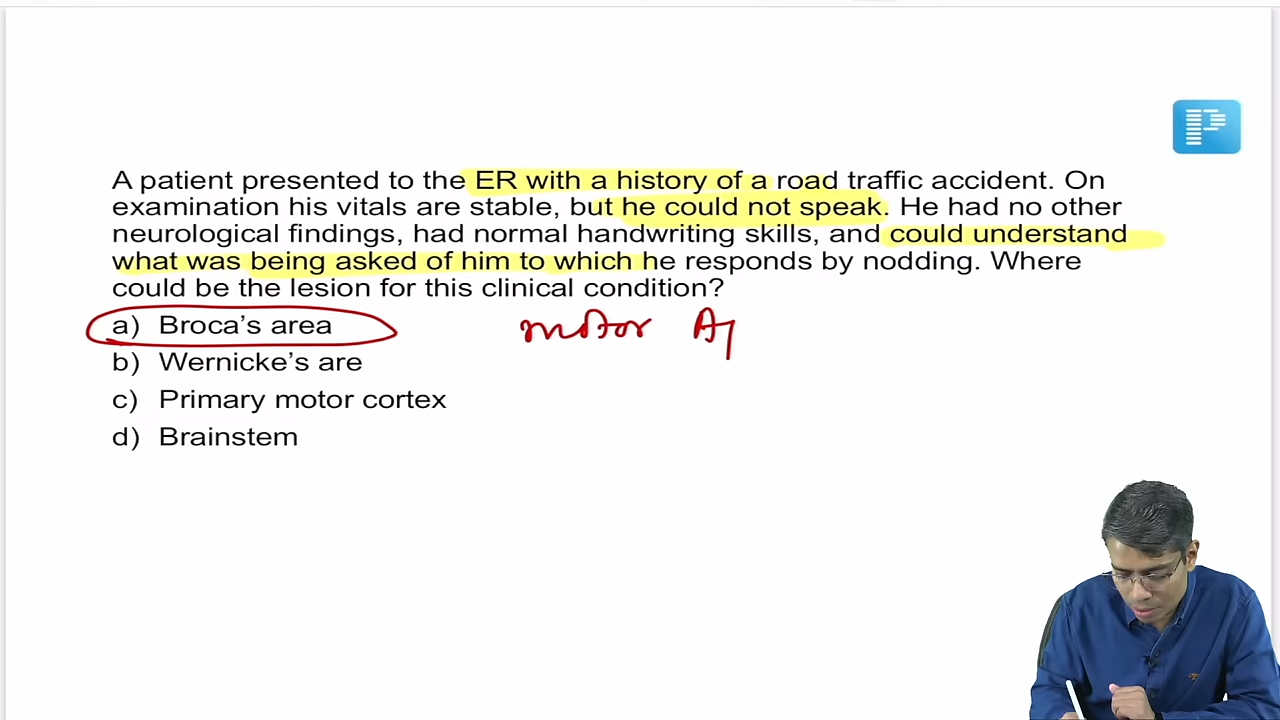 A patient presented to the ER with a history of a road traffic accident. On
examination his vitals are stable, but he could not speak. He had no other
neurological findings, had normal handwriting skills, and could understand
what was being asked of him to which he responds by nodding. Where
could be the lesion for this clinical condition?
a) Broca's area
motor Ap
b) Wernicke's are
c) Primary motor cortex
d) Brainstem